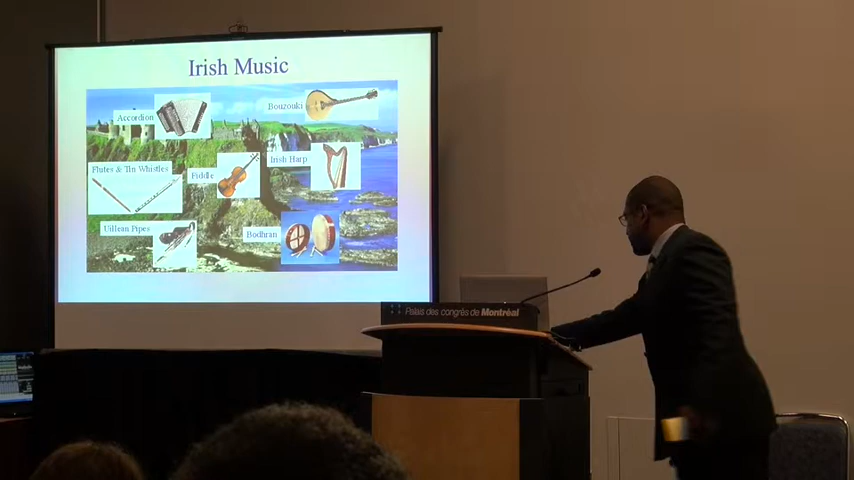 Irish Music
Accordion
Bouzouki
Flutes & Tin Whistles
Fiddle
Irish Harp
Uillean Pipes
Bodhran
Palais des congrès de Montréal